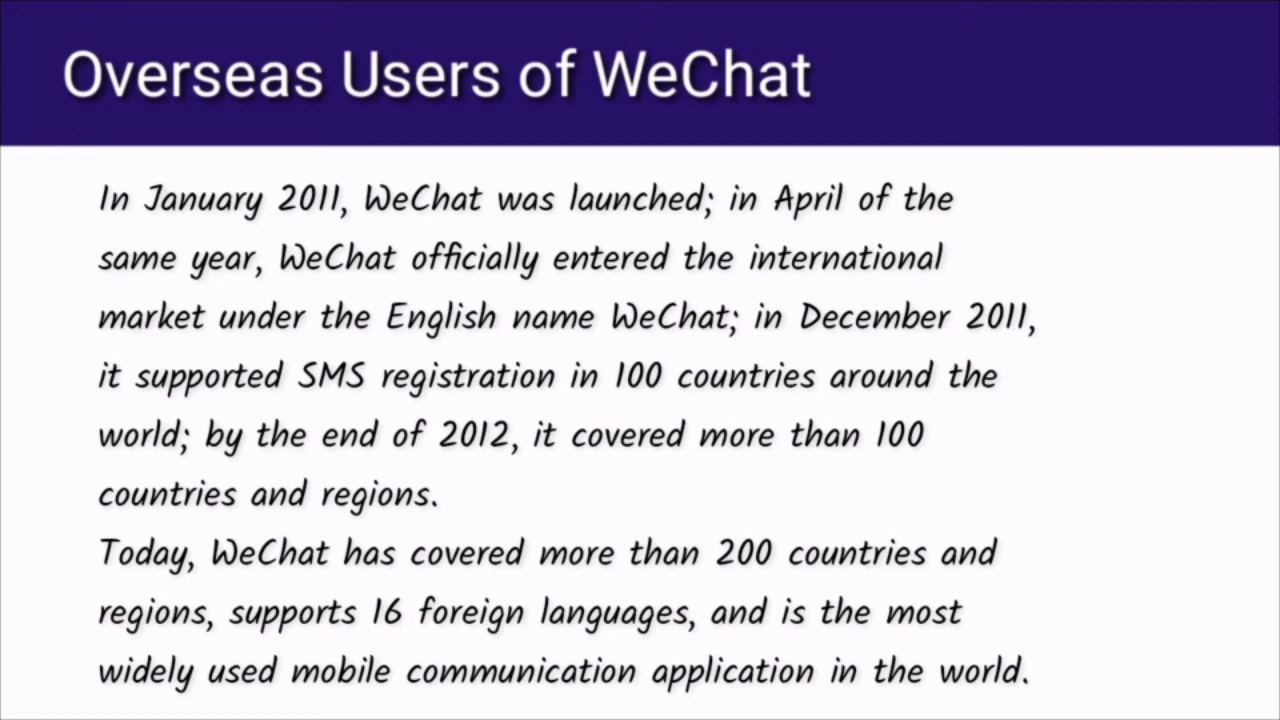 Overseas Users of WeChat
In January 2011, WeChat was launched; in April of the
same year, WeChat officially entered the international
market under the English name WeChat; in December 2011,
it supported SMS registration in 100 countries around the
world; by the end of 2012, it covered more than 100
countries and regions.
Today, WeChat has covered more than 200 countries and
regions, supports 16 foreign languages, and is the most
widely used mobile communication application in the world.